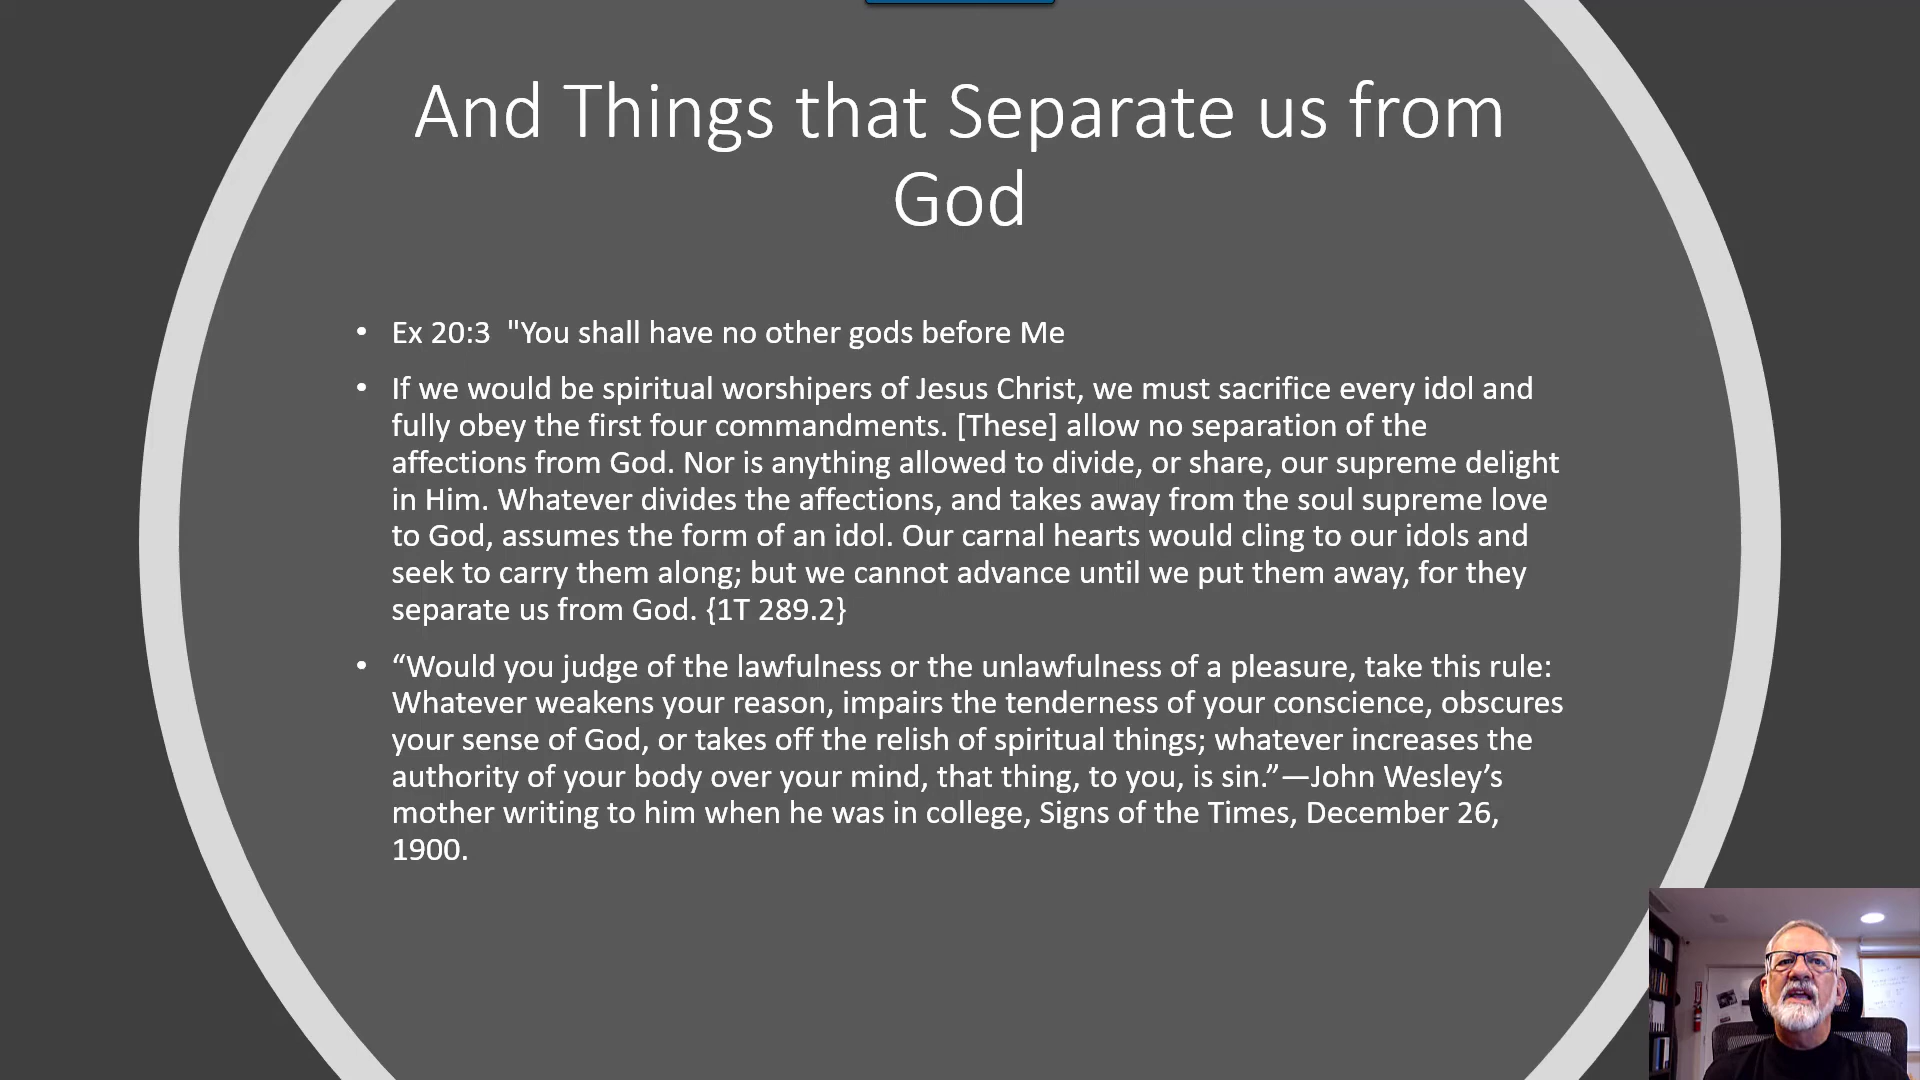 And Things that Separate us from
God
• Ex 20:3  "You shall have no other gods before Me
• If we would be spiritual worshipers of Jesus Christ, we must sacrifice every idol and
fully obey the first four commandments. [These] allow no separation of the
affections from God. Nor is anything allowed to divide, or share, our supreme delight
in Him. Whatever divides the affections, and takes away from the soul supreme love
to God, assumes the form of an idol. Our carnal hearts would cling to our idols and
seek to carry them along; but we cannot advance until we put them away, for they
separate us from God. {1T 289.2}
• “Would you judge of the lawfulness or the unlawfulness of a pleasure, take this rule:
Whatever weakens your reason, impairs the tenderness of your conscience, obscures
your sense of God, or takes off the relish of spiritual things; whatever increases the
authority of your body over your mind, that thing, to you, is sin.”—John Wesley’s
mother writing to him when he was in college, Signs of the Times, December 26,
1900.